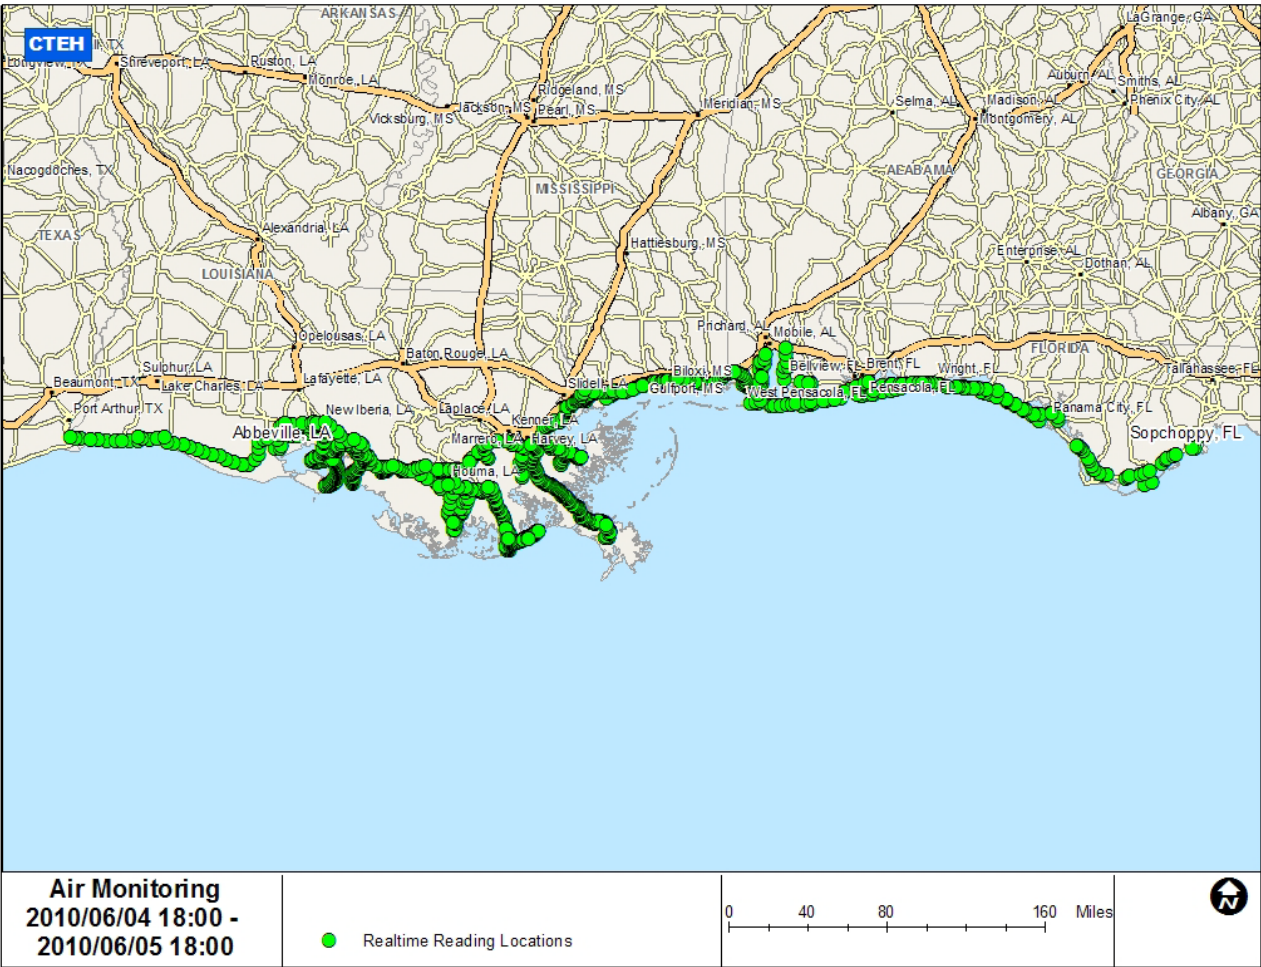 ARKANSAS
LaGrange, GA
CTEH
TX
Longview, TX
Shreveport, LA
Ruston, LA
Monroe, LA
Auburn, AL
Smiths, AL
Ridgeland, MS
Jackson, MS
Pearl, MS
Vicksburg, MS
Meridian, MS
Selma, AL
Madison, AL
Phenix City, AL
Montgomery, AL
Nacogdoches, TX
MISSISSIPPI
ALABAMA
GEORGIA
Albany, GA
TEXAS
Alexandria, LA
Hattiesburg, MS
Enterprise, AL
Dothan, AL
LOUISIANA
Opelousas, LA
Prichard, AL
Mobile, AL
FLORIDA
Baton Rouge, LA
Sulphur, LA
Beaumont, TX
Lake Charles, LA
Lafayette, LA
Slidell, LA
Biloxi, MS
Gulfport, MS
Bellview, FL
Brent, FL
Wright, FL
Tallahassee, FL
West Pensacola, FL
Pensacola, FL
Port Arthur, TX
New Iberia, LA
Laplace, LA
Kenner, LA
Panama City, FL
Abbeville, LA
Marrero, LA
Harvey, LA
Sopchoppy, FL
Houma, LA
Air Monitoring
2010/06/04 18:00 -
2010/06/05 18:00
Realtime Reading Locations
0 40 80 160 Miles
N